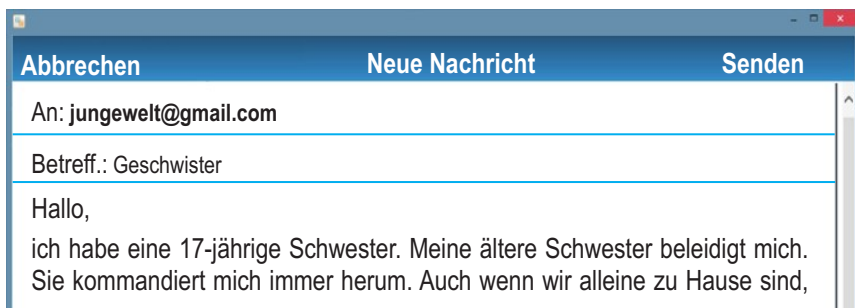 Abbrechen Neue Nachricht Senden
An: jungewelt@gmail.com
Betreff.: Geschwister
Hallo,
ich habe eine 17-jährige Schwester. Meine ältere Schwester beleidigt mich.
Sie kommandiert mich immer herum. Auch wenn wir alleine zu Hause sind,